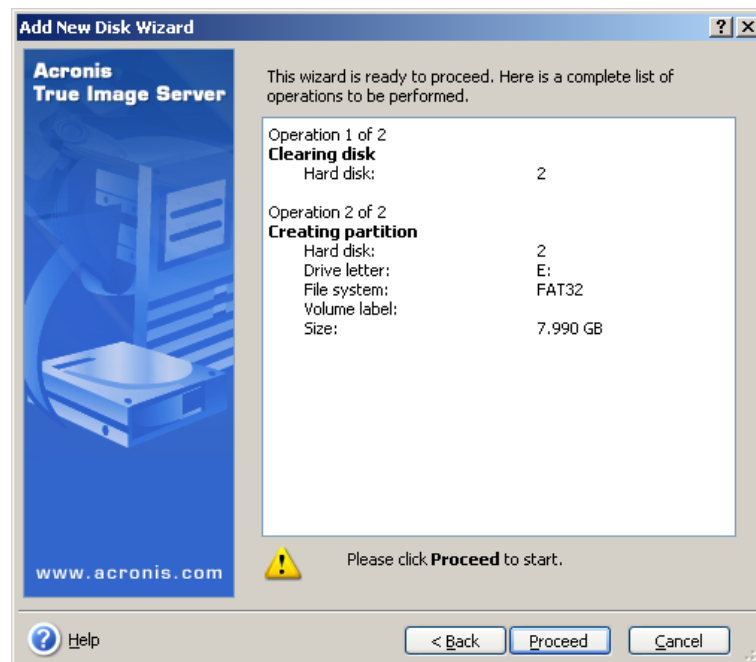 Add New Disk Wizard
Acronis
True Image Server
This wizard is ready to proceed. Here is a complete list of
operations to be performed.
Operation 1 of 2
Clearing disk
Hard disk: 2
Operation 2 of 2
Creating partition
Hard disk: 2
Drive letter: E:
File system: FAT32
Volume label:
Size: 7.990 GB
Please click Proceed to start.
www.acronis.com
Help
< Back
Proceed
Cancel